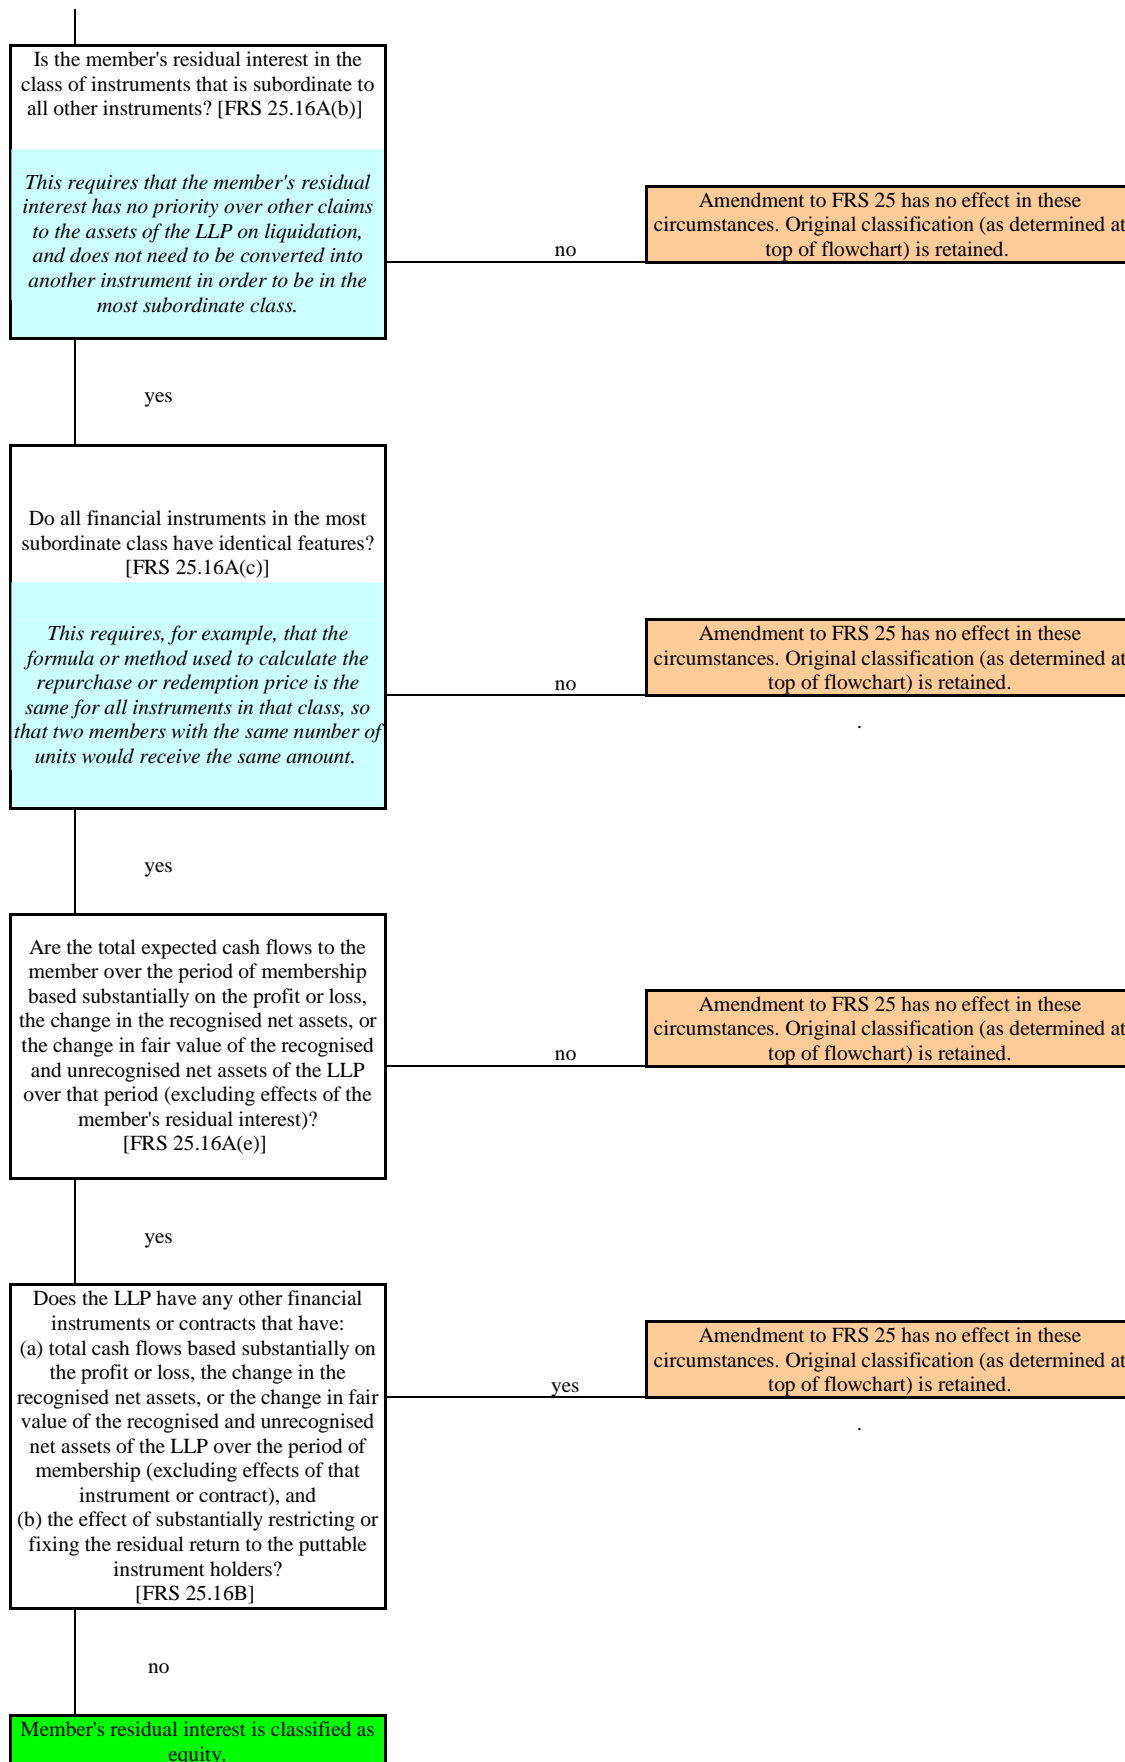 Is the member's residual interest in the
class of instruments that is subordinate to
all other instruments? [FRS 25.16A(b)]
This requires that the member's residual
interest has no priority over other claims
to the assets of the LLP on liquidation,
and does not need to be converted into
another instrument in order to be in the
most subordinate class.
no
Amendment to FRS 25 has no effect in these
circumstances. Original classification (as determined at
top of flowchart) is retained.
yes
Do all financial instruments in the most
subordinate class have identical features?
[FRS 25.16A(c)]
This requires, for example, that the
formula or method used to calculate the
repurchase or redemption price is the
same for all instruments in that class, so
that two members with the same number of
units would receive the same amount.
no
Amendment to FRS 25 has no effect in these
circumstances. Original classification (as determined at
top of flowchart) is retained.
.
yes
Are the total expected cash flows to the
member over the period of membership
based substantially on the profit or loss,
the change in the recognised net assets, or
the change in fair value of the recognised
and unrecognised net assets of the LLP
over that period (excluding effects of the
member's residual interest)?
[FRS 25.16A(e)]
no
Amendment to FRS 25 has no effect in these
circumstances. Original classification (as determined at
top of flowchart) is retained.
yes
Does the LLP have any other financial
instruments or contracts that have:
(a) total cash flows based substantially on
the profit or loss, the change in the
recognised net assets, or the change in fair
value of the recognised and unrecognised
net assets of the LLP over the period of
membership (excluding effects of that
instrument or contract), and
(b) the effect of substantially restricting or
fixing the residual return to the puttable
instrument holders?
[FRS 25.16B]
yes
Amendment to FRS 25 has no effect in these
circumstances. Original classification (as determined at
top of flowchart) is retained.
.
no
Member's residual interest is classified as
equity.